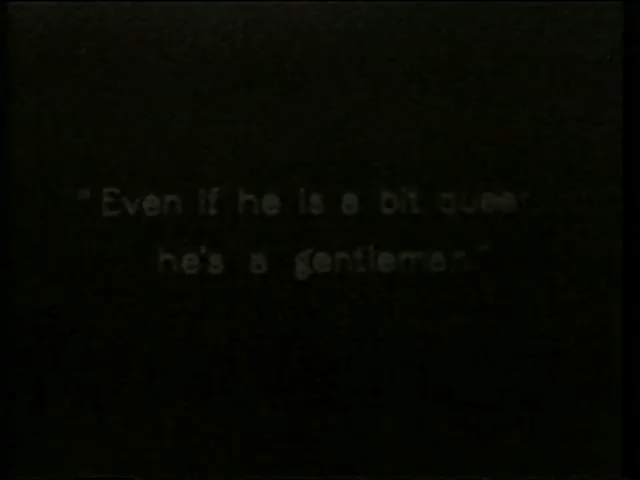 "Even if he is a bit queer
he's a gentleman."